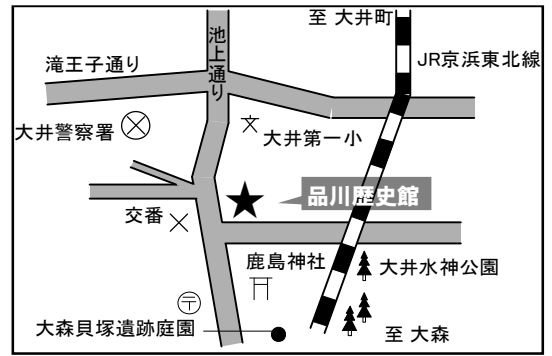 至 大井町
池上通り
滝王子通り
JR京浜東北線
大井警察署
文
大井第一小
品川歴史館
交番
鹿島神社
大井水神公園
〒
大森貝塚遺跡庭園
至 大森